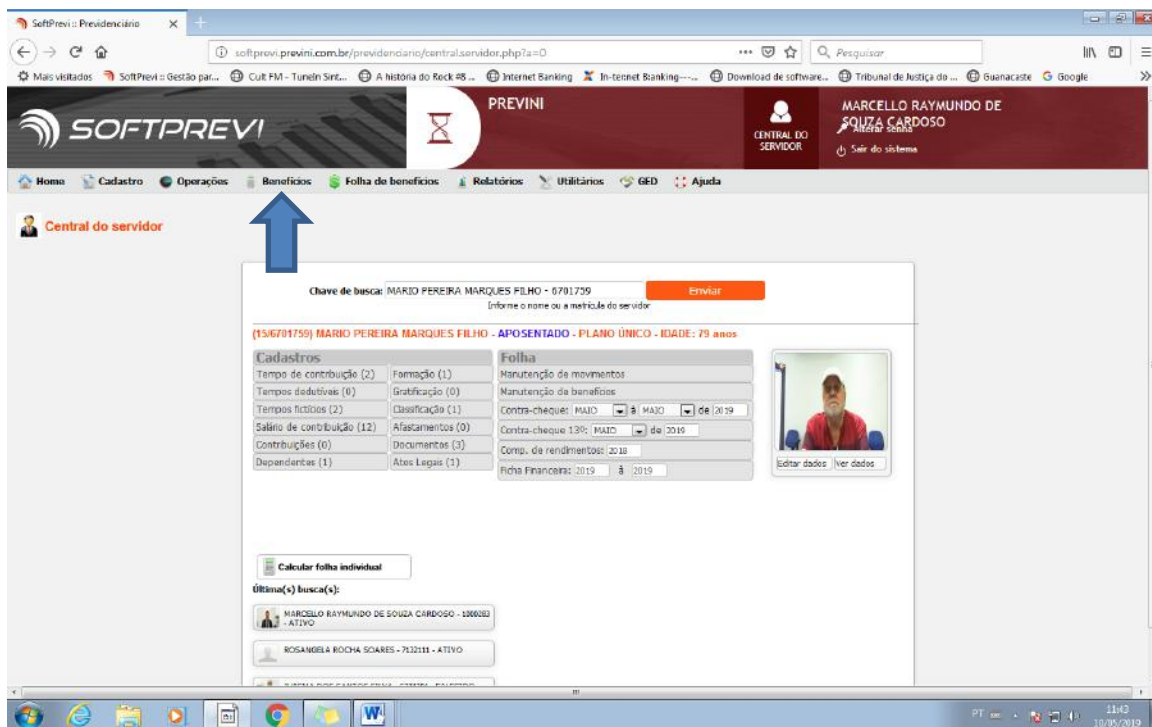 SoftPrevi :: Previdenciário
softprevi.previni.com.br/previdenciario/central.servidor.php?a=0
Pesquisar
Mais visitados SoftPrevi :: Gestão par... Cult FM - TuneIn Sint... A história do Rock #8 ... Internet Banking In-ternet Banking---... Download de software... Tribunal de Justiça do ... Guanacaste Google
SOFTPREVI
PREVINI
CENTRAL DO
SERVIDOR
MARCELLO RAYMUNDO DE
SOUZA CARDOSO
Alterar senha
Sair do sistema
Home Cadastro Operações Benefícios Folha de benefícios Relatórios Utilitários GED Ajuda
Central do servidor
Chave de busca: MARIO PEREIRA MARQUES FILHO - 6701759 Enviar
Informe o nome ou a matrícula do servidor
(15/6701759) MARIO PEREIRA MARQUES FILHO - APOSENTADO - PLANO ÚNICO - IDADE: 79 anos
Cadastros
Tempo de contribuição (2) Formação (1)
Tempos dedutíveis (0) Gratificação (0)
Tempos fictícios (2) Classificação (1)
Salário de contribuição (12) Afastamentos (0)
Contribuições (0) Documentos (3)
Dependentes (1) Atos Legais (1)
Folha
Manutenção de movimentos
Manutenção de benefícios
Contra-cheque: MAIO à MAIO de 2019
Contra-cheque 13º: MAIO de 2019
Comp. de rendimentos: 2018
Ficha Financeira: 2019 à 2019
Editar dados Ver dados
Calcular folha individual
Última(s) busca(s):
MARCELLO RAYMUNDO DE SOUZA CARDOSO - 1000283
- ATIVO
ROSANGELA ROCHA SOARES - 7132111 - ATIVO
PT
11:43
10/05/2019